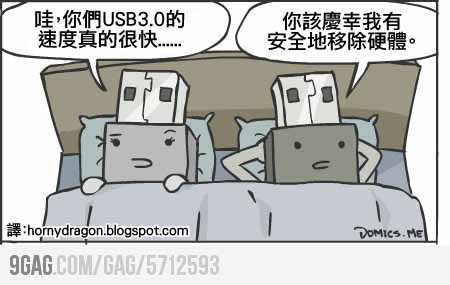 哇，你們USB3.0的
速度真的很快......
你該慶幸我有
安全地移除硬體。
譯：hornydragon.blogspot.com
DOMICS.ME
9GAG.COM/GAG/5712593